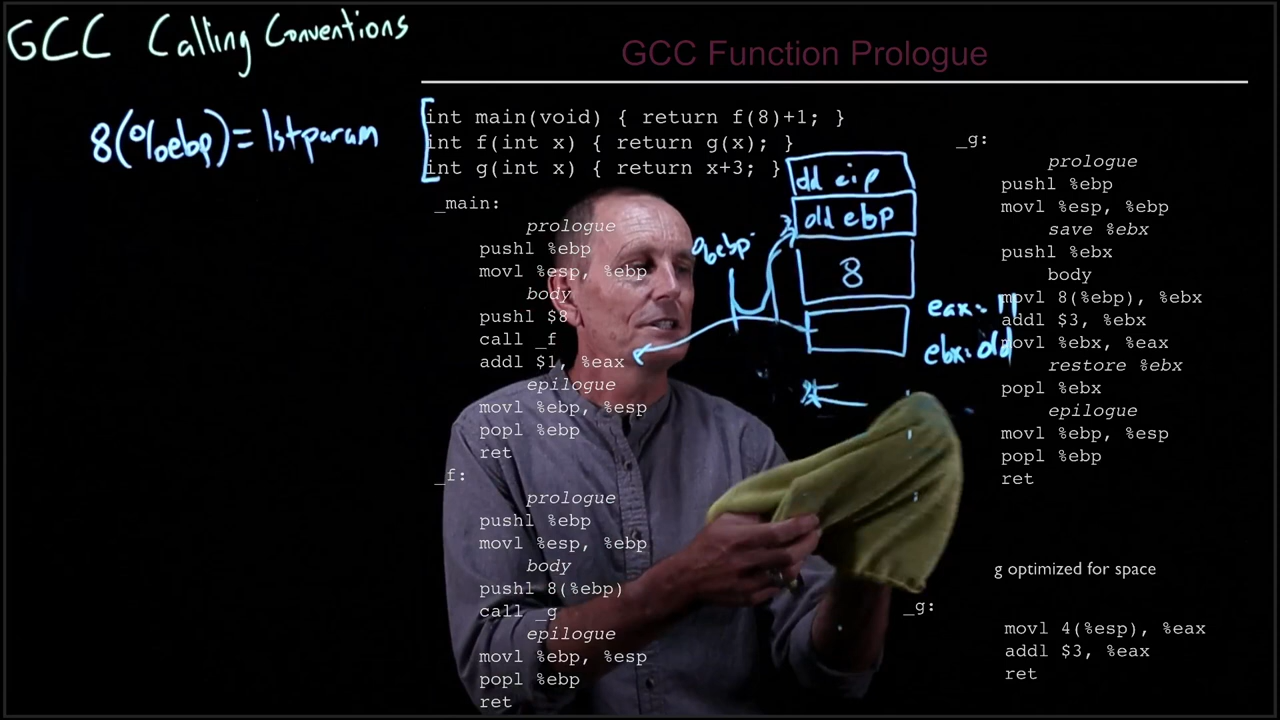 GCC Calling Conventions
GCC Function Prologue
8(%ebp) = 1st param
int main(void) { return f(8)+1; }
int f(int x) { return g(x); }
int g(int x) { return x+3; }
_main:
prologue
pushl %ebp
movl %esp, %ebp
body
pushl $8
call _f
addl $1, %eax
epilogue
movl %ebp, %esp
popl %ebp
ret
_f:
prologue
pushl %ebp
movl %esp, %ebp
body
pushl 8(%ebp)
call _g
epilogue
movl %ebp, %esp
popl %ebp
ret
old eip
old ebp
%ebp
8
eax=11
ebx=old
_g:
prologue
pushl %ebp
movl %esp, %ebp
save %ebx
pushl %ebx
body
movl 8(%ebp), %ebx
addl $3, %ebx
movl %ebx, %eax
restore %ebx
popl %ebx
epilogue
movl %ebp, %esp
popl %ebp
ret
g optimized for space
_g:
movl 4(%esp), %eax
addl $3, %eax
ret